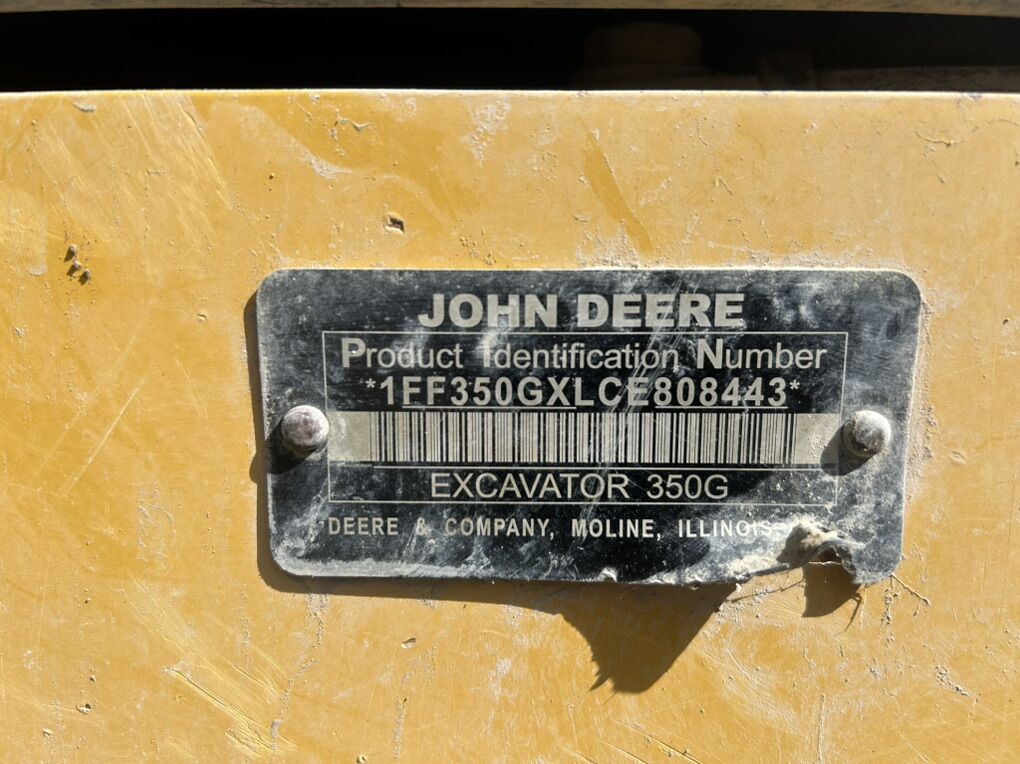 JOHN DEERE
Product Identification Number
*1FF350GXLCE808443*
EXCAVATOR 350G
DEERE & COMPANY, MOLINE, ILLINOIS